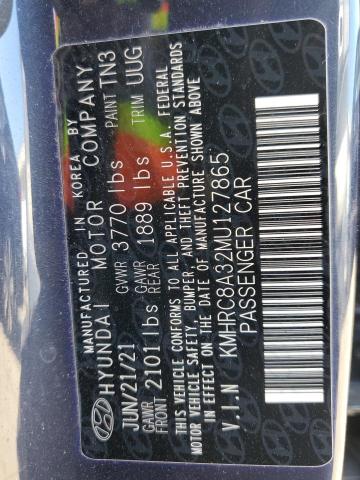 MANUFACTURED IN KOREA BY
HYUNDAI MOTOR COMPANY
JUN/21/21 GVWR 3770 lbs PAINT TN3
GAWR FRONT 2101 lbs GAWR REAR 1889 lbs TRIM UUG
THIS VEHICLE CONFORMS TO ALL APPLICABLE U.S.A. FEDERAL
MOTOR VEHICLE SAFETY, BUMPER, AND THEFT PREVENTION STANDARDS
IN EFFECT ON THE DATE OF MANUFACTURE SHOWN ABOVE
V.I.N KMHRC8A32MU127865
PASSENGER CAR